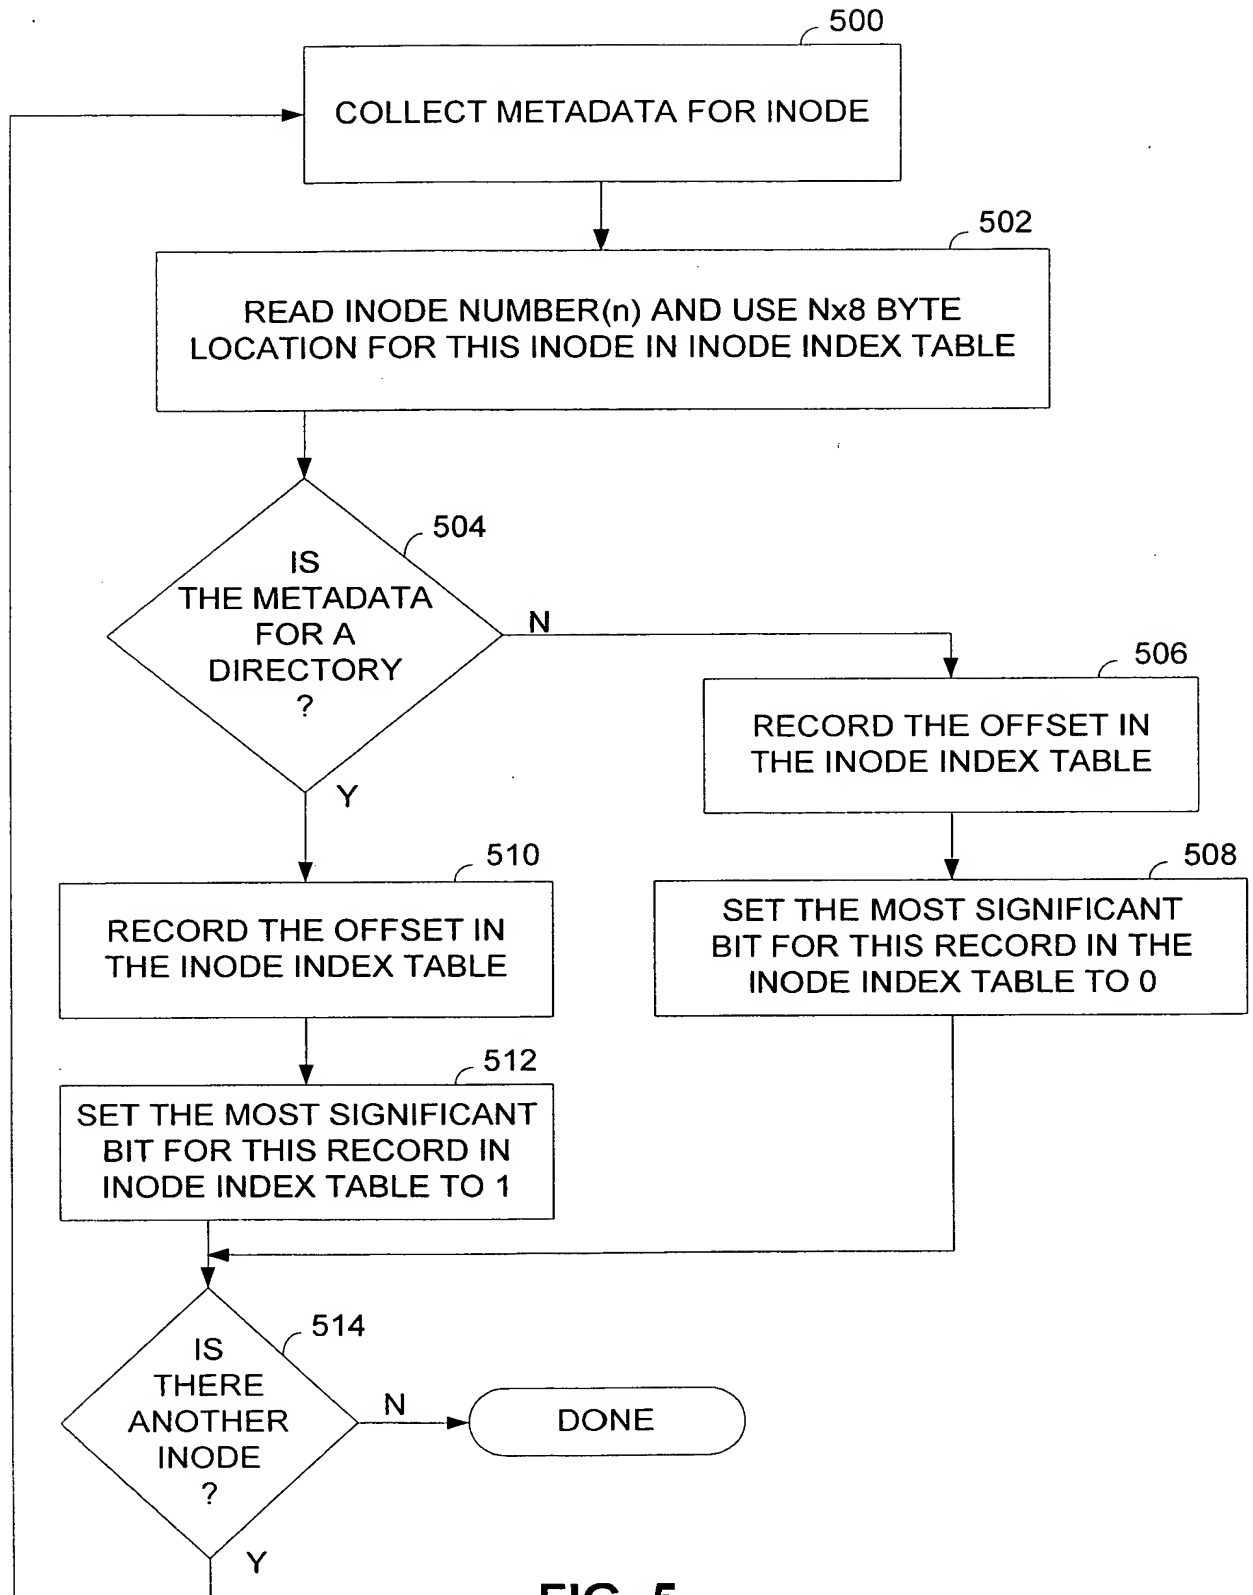 500
COLLECT METADATA FOR INODE
502
READ INODE NUMBER(n) AND USE Nx8 BYTE
LOCATION FOR THIS INODE IN INODE INDEX TABLE
504
IS
THE METADATA
FOR A
DIRECTORY
?
N
Y
506
RECORD THE OFFSET IN
THE INODE INDEX TABLE
508
SET THE MOST SIGNIFICANT
BIT FOR THIS RECORD IN THE
INODE INDEX TABLE TO 0
510
RECORD THE OFFSET IN
THE INODE INDEX TABLE
512
SET THE MOST SIGNIFICANT
BIT FOR THIS RECORD IN
INODE INDEX TABLE TO 1
514
IS
THERE
ANOTHER
INODE
?
N
DONE
Y
FIG. 5